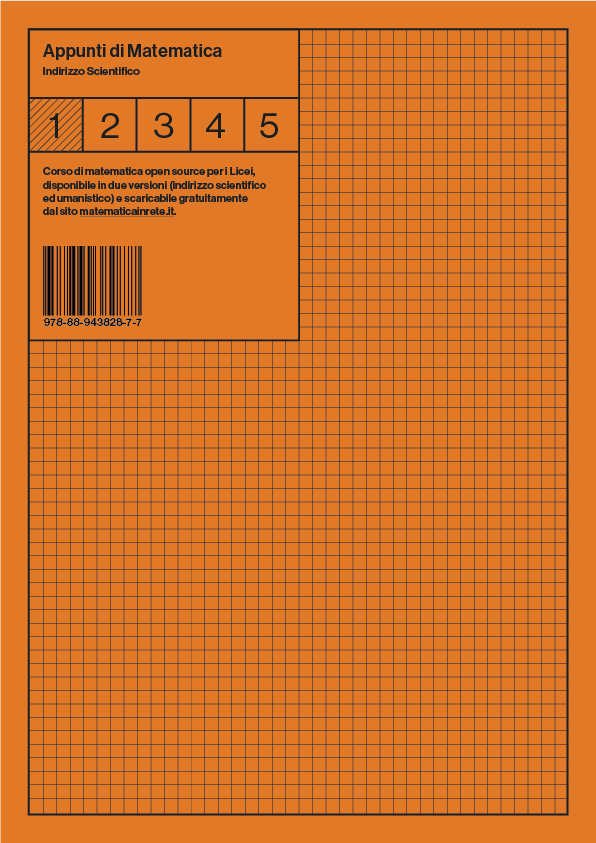 Appunti di Matematica
Indirizzo Scientifico
1 2 3 4 5
Corso di matematica open source per i Licei,
disponibile in due versioni (indirizzo scientifico
ed umanistico) e scaricabile gratuitamente
dal sito matematicainrete.it.
978-88-943828-7-7